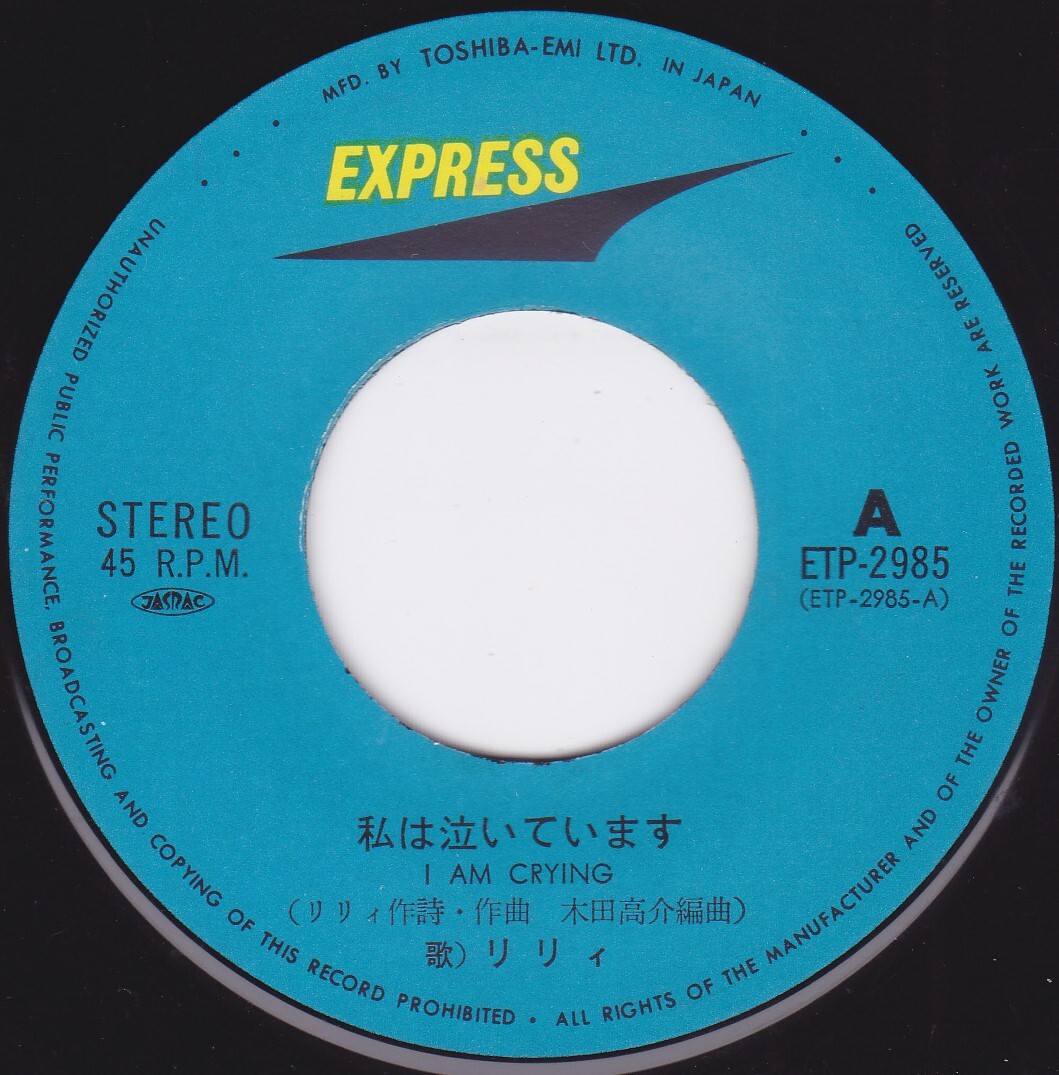 MFD. BY TOSHIBA-EMI LTD. IN JAPAN
EXPRESS
STEREO
45 R.P.M.
JASRAC
A
ETP-2985
(ETP-2985-A)
私は泣いています
I AM CRYING
(リリィ作詩・作曲 木田高介編曲)
歌)リリィ
UNAUTHORIZED PUBLIC PERFORMANCE, BROADCASTING AND COPYING OF THIS RECORD PROHIBITED • ALL RIGHTS OF THE MANUFACTURER AND OF THE OWNER OF THE RECORDED WORK ARE RESERVED